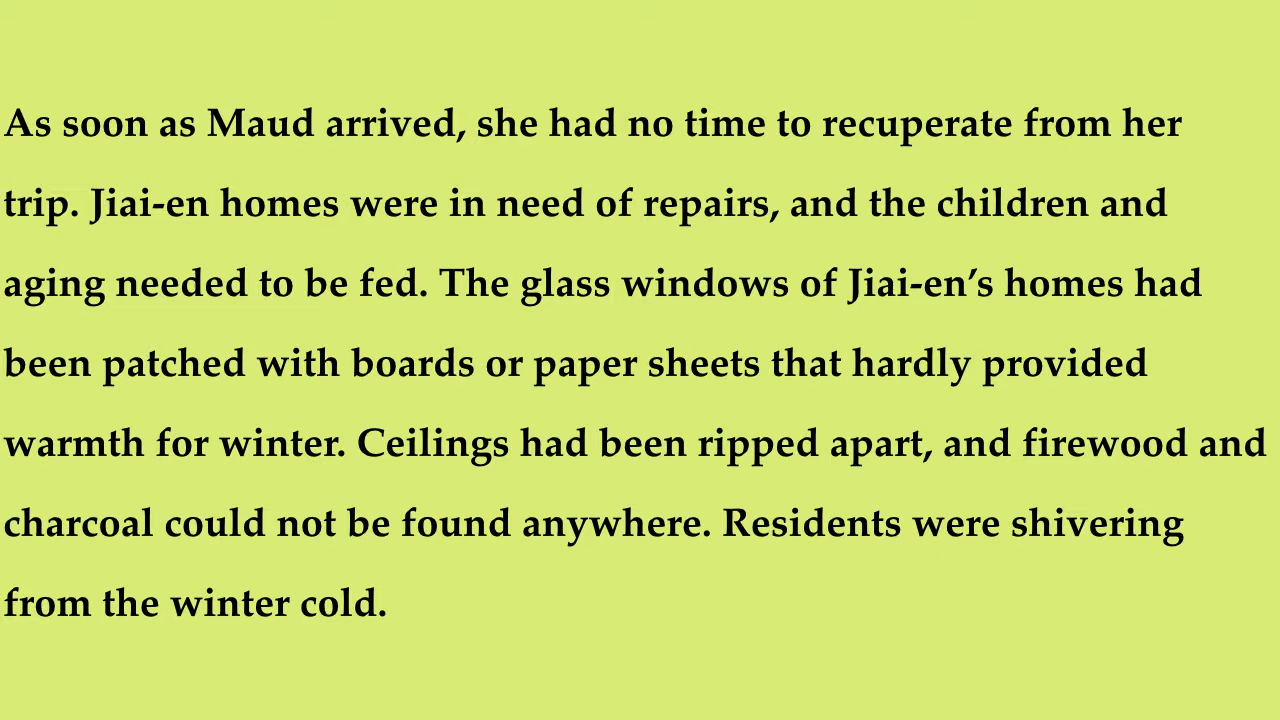 As soon as Maud arrived, she had no time to recuperate from her
trip. Jiai-en homes were in need of repairs, and the children and
aging needed to be fed. The glass windows of Jiai-en’s homes had
been patched with boards or paper sheets that hardly provided
warmth for winter. Ceilings had been ripped apart, and firewood and
charcoal could not be found anywhere. Residents were shivering
from the winter cold.